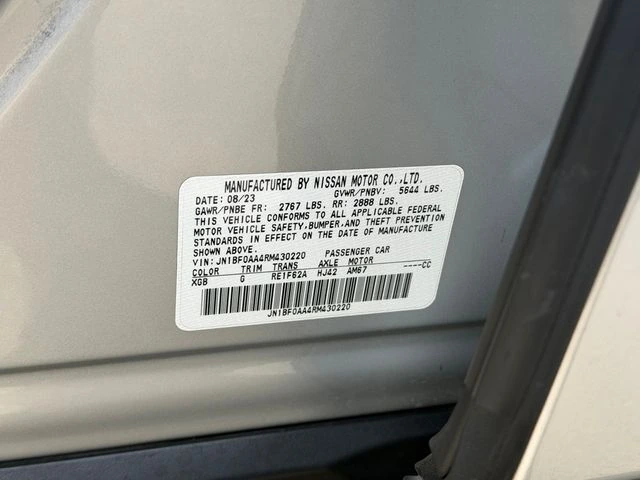 MANUFACTURED BY NISSAN MOTOR CO.,LTD.
DATE: 08/23 GVWR/PNBV: 5644 LBS.
GAWR/PNBE FR: 2767 LBS. RR: 2888 LBS.
THIS VEHICLE CONFORMS TO ALL APPLICABLE FEDERAL
MOTOR VEHICLE SAFETY,BUMPER,AND THEFT PREVENTION
STANDARDS IN EFFECT ON THE DATE OF MANUFACTURE
SHOWN ABOVE.
VIN: JN1BF0AA4RM430220 PASSENGER CAR
COLOR TRIM TRANS AXLE MOTOR
XGB G RE1F62A HJ42 AM67 ----CC
JN1BF0AA4RM430220